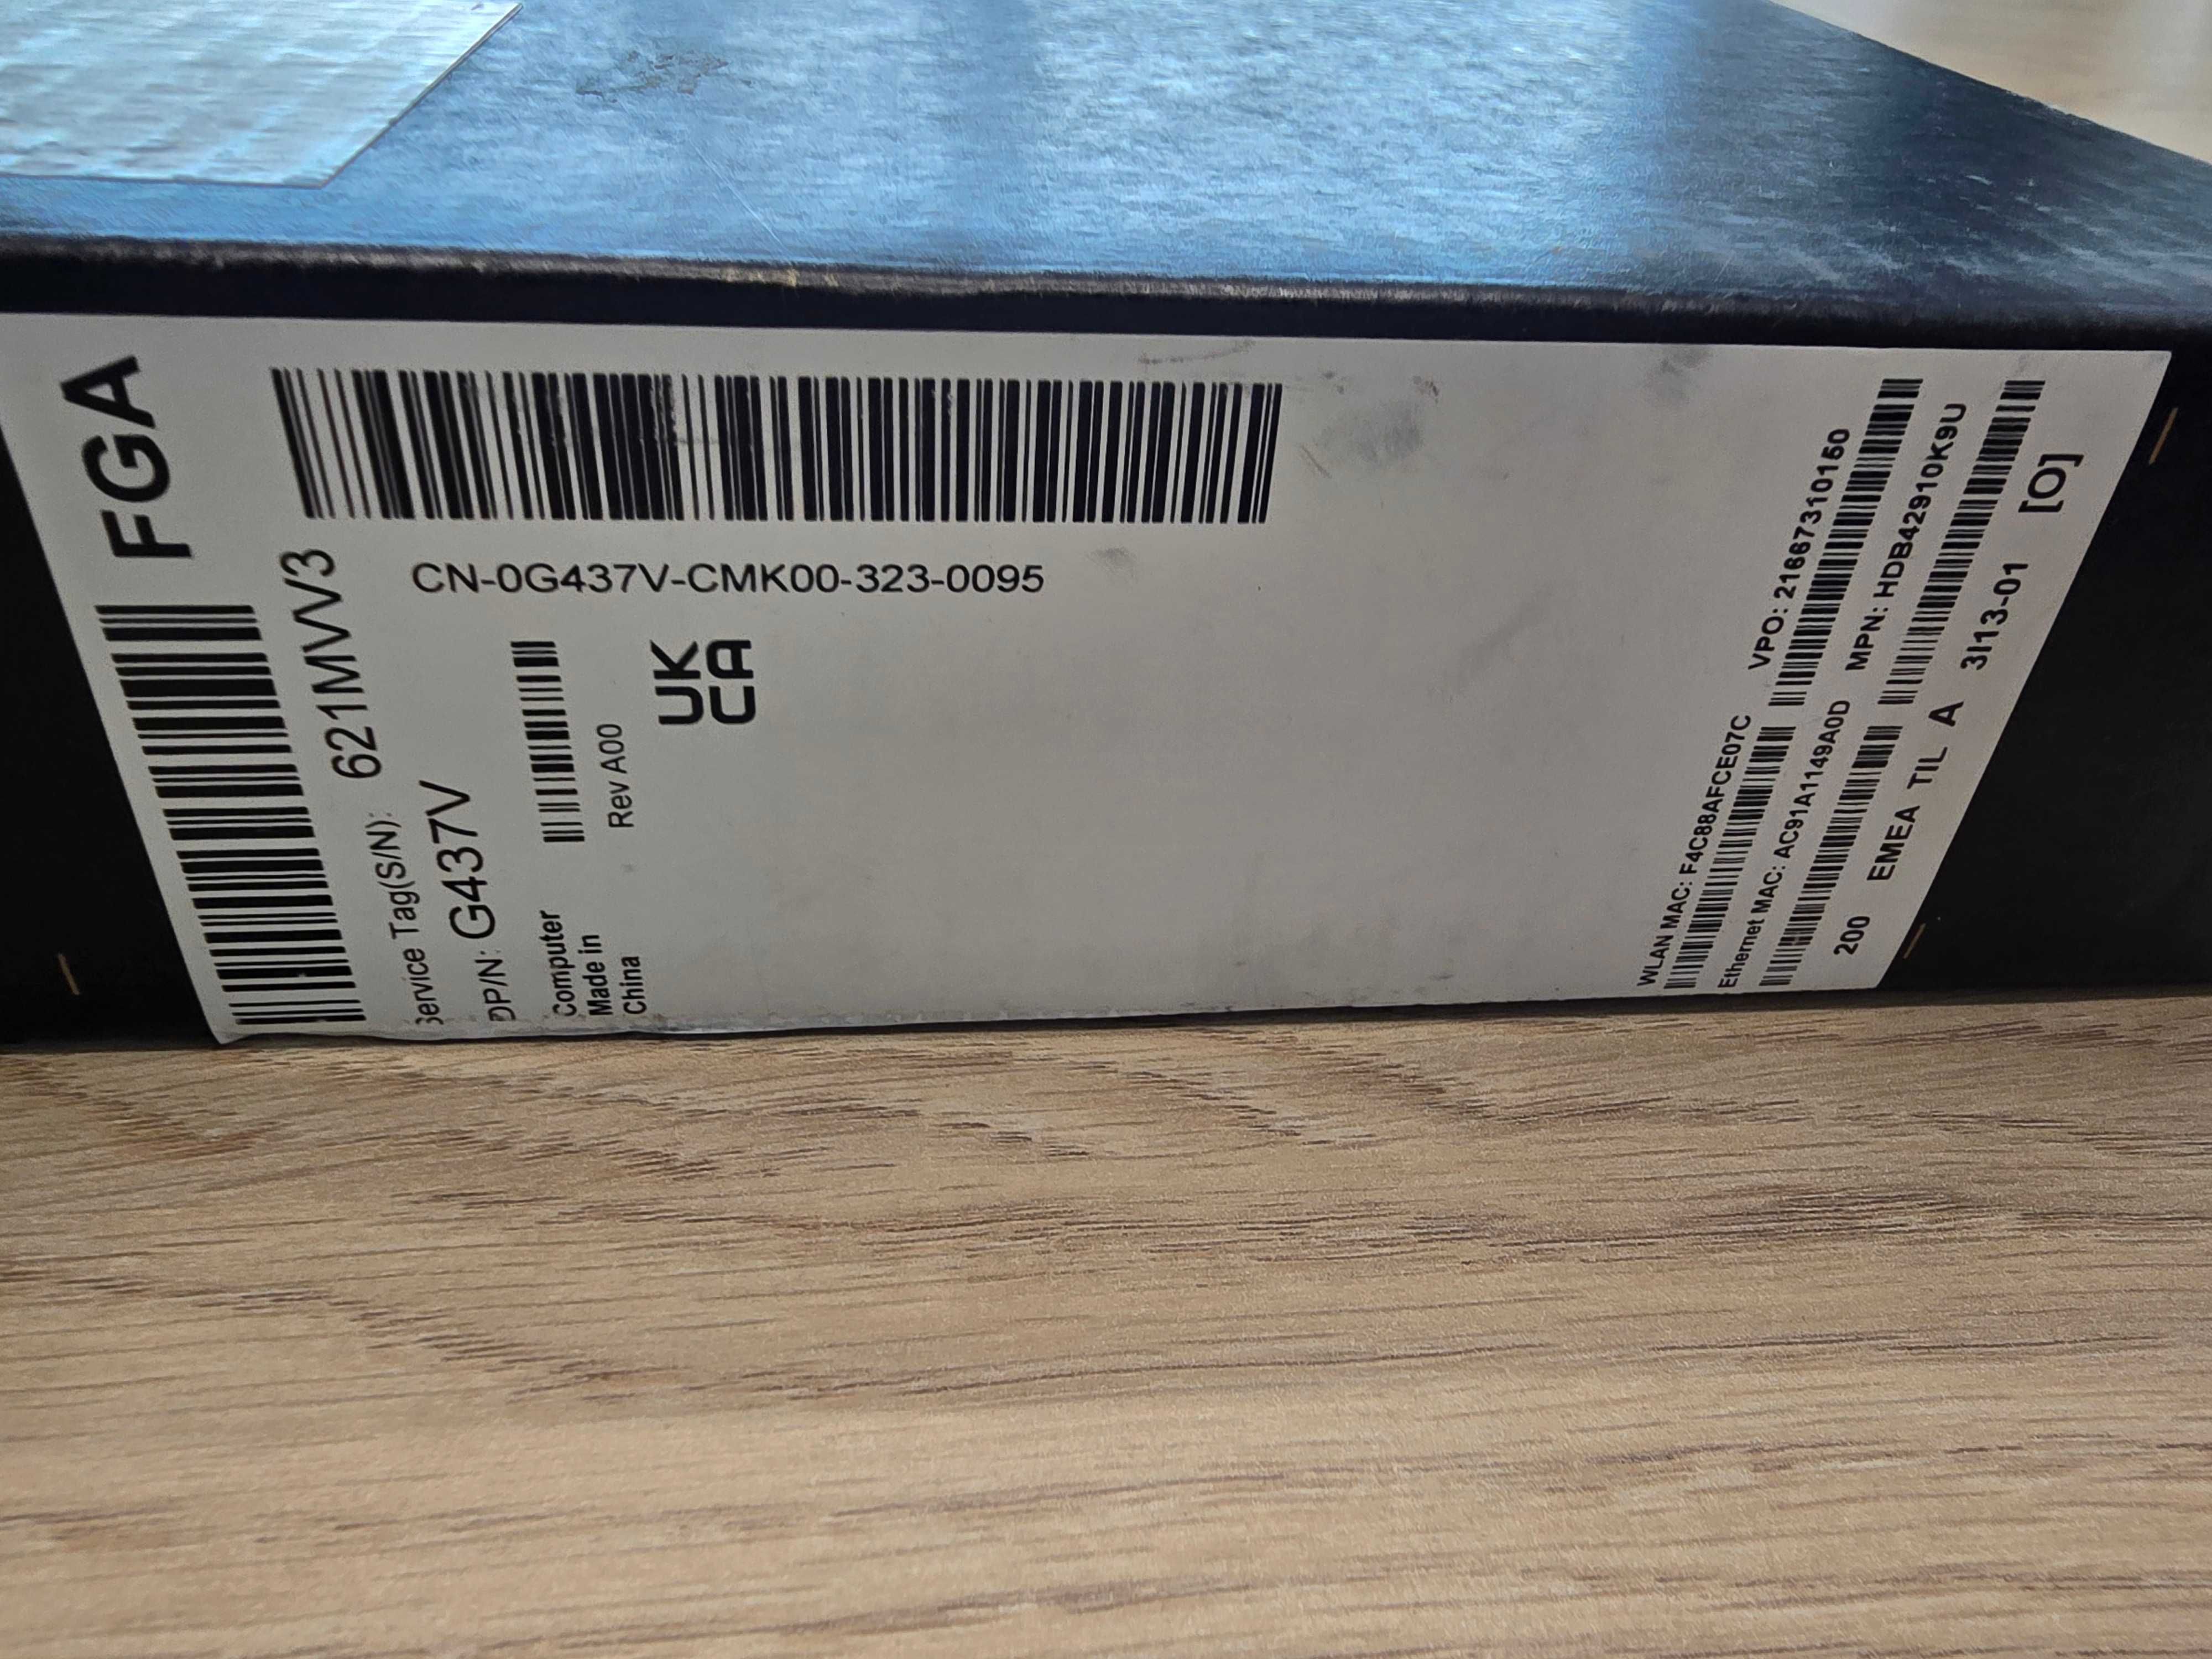 FGA
Service Tag(S/N): 621MVV3
DP/N: G437V
Computer
Made in
China
Rev A00
CN-0G437V-CMK00-323-0095
UK
CA
WLAN MAC: F4C88AFCE07C VPO: 21667310160
Ethernet MAC: AC91A1149A0D MPN: HDB42910K9U
200 EMEA TIL A 3I13-01 [O]